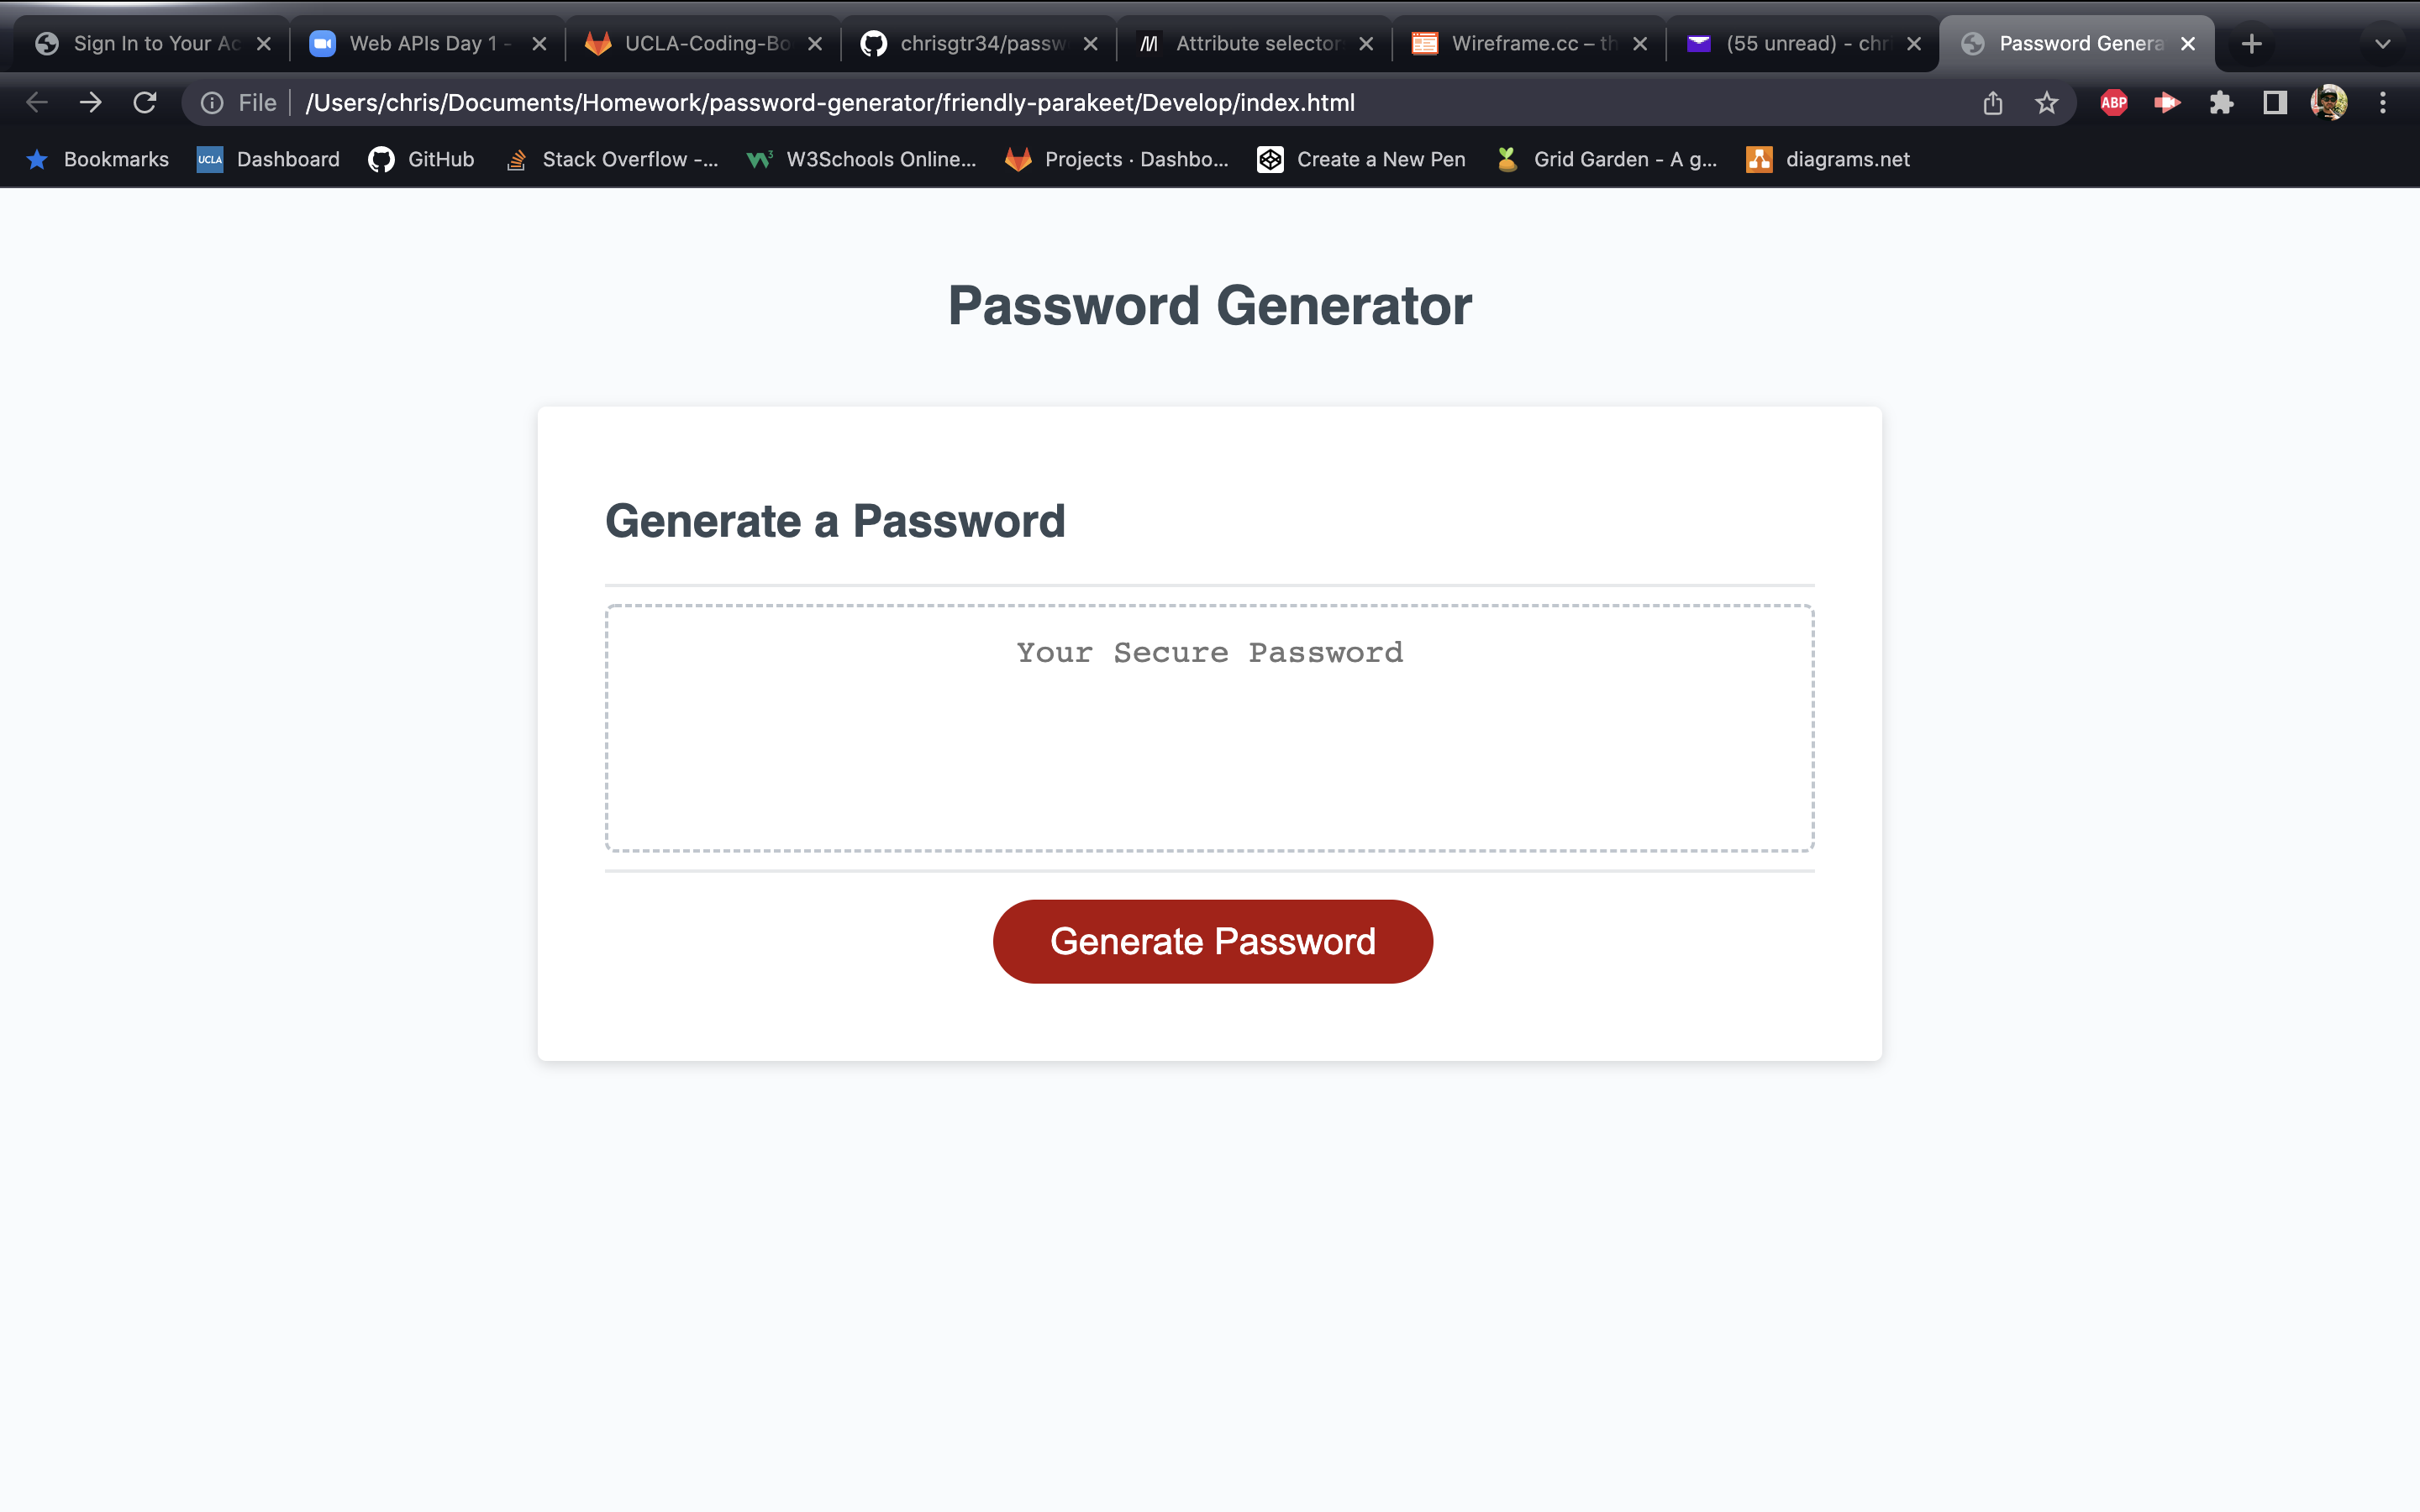 Sign In to Your Ac
Web APIs Day 1 -
UCLA-Coding-Bo
chrisgtr34/passw
Attribute selector
Wireframe.cc – th
(55 unread) - chri
Password Genera
File
/Users/chris/Documents/Homework/password-generator/friendly-parakeet/Develop/index.html
ABP
Bookmarks
UCLA
Dashboard
GitHub
Stack Overflow -...
W3Schools Online...
Projects · Dashbo...
Create a New Pen
Grid Garden - A g...
diagrams.net
Password Generator
Generate a Password
Your Secure Password
Generate Password